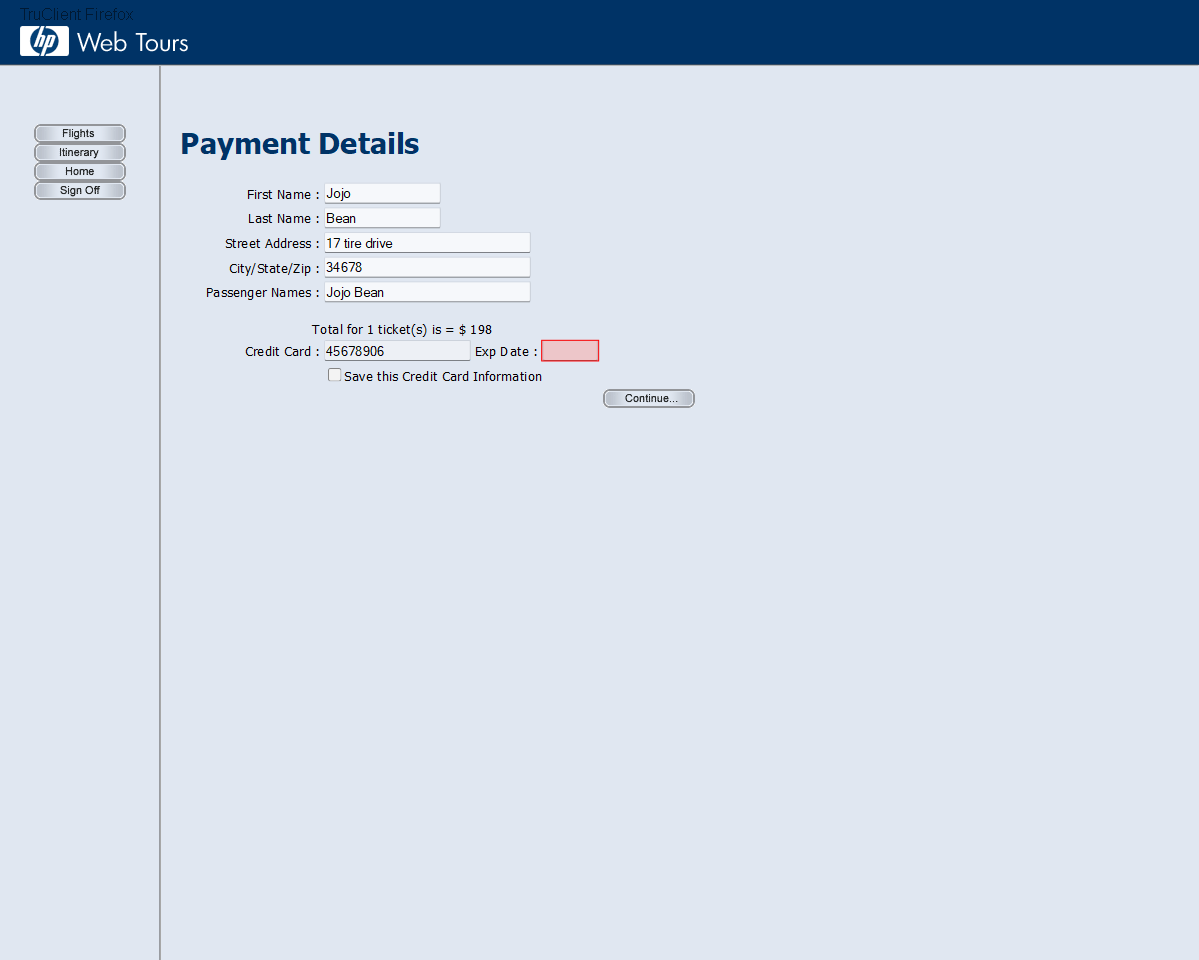 TruClient Firefox
hp Web Tours
Flights
Itinerary
Home
Sign Off
Payment Details
First Name : Jojo
Last Name : Bean
Street Address : 17 tire drive
City/State/Zip : 34678
Passenger Names : Jojo Bean
Total for 1 ticket(s) is = $ 198
Credit Card : 45678906 Exp Date :
Save this Credit Card Information
Continue...